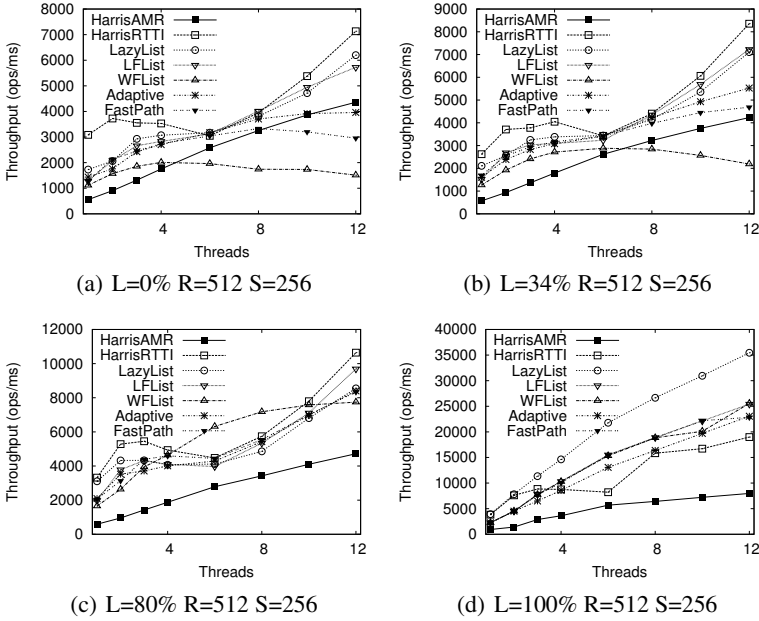 8000
7000
6000
5000
4000
3000
2000
1000
0
Throughput (ops/ms)
HarrisAMR
HarrisRTTI
LazyList
LFList
WFList
Adaptive
FastPath
4
8
12
Threads
(a) L=0% R=512 S=256
9000
8000
7000
6000
5000
4000
3000
2000
1000
0
Throughput (ops/ms)
HarrisAMR
HarrisRTTI
LazyList
LFList
WFList
Adaptive
FastPath
4
8
12
Threads
(b) L=34% R=512 S=256
12000
10000
8000
6000
4000
2000
0
Throughput (ops/ms)
HarrisAMR
HarrisRTTI
LazyList
LFList
WFList
Adaptive
FastPath
4
8
12
Threads
(c) L=80% R=512 S=256
40000
35000
30000
25000
20000
15000
10000
5000
0
Throughput (ops/ms)
HarrisAMR
HarrisRTTI
LazyList
LFList
WFList
Adaptive
FastPath
4
8
12
Threads
(d) L=100% R=512 S=256